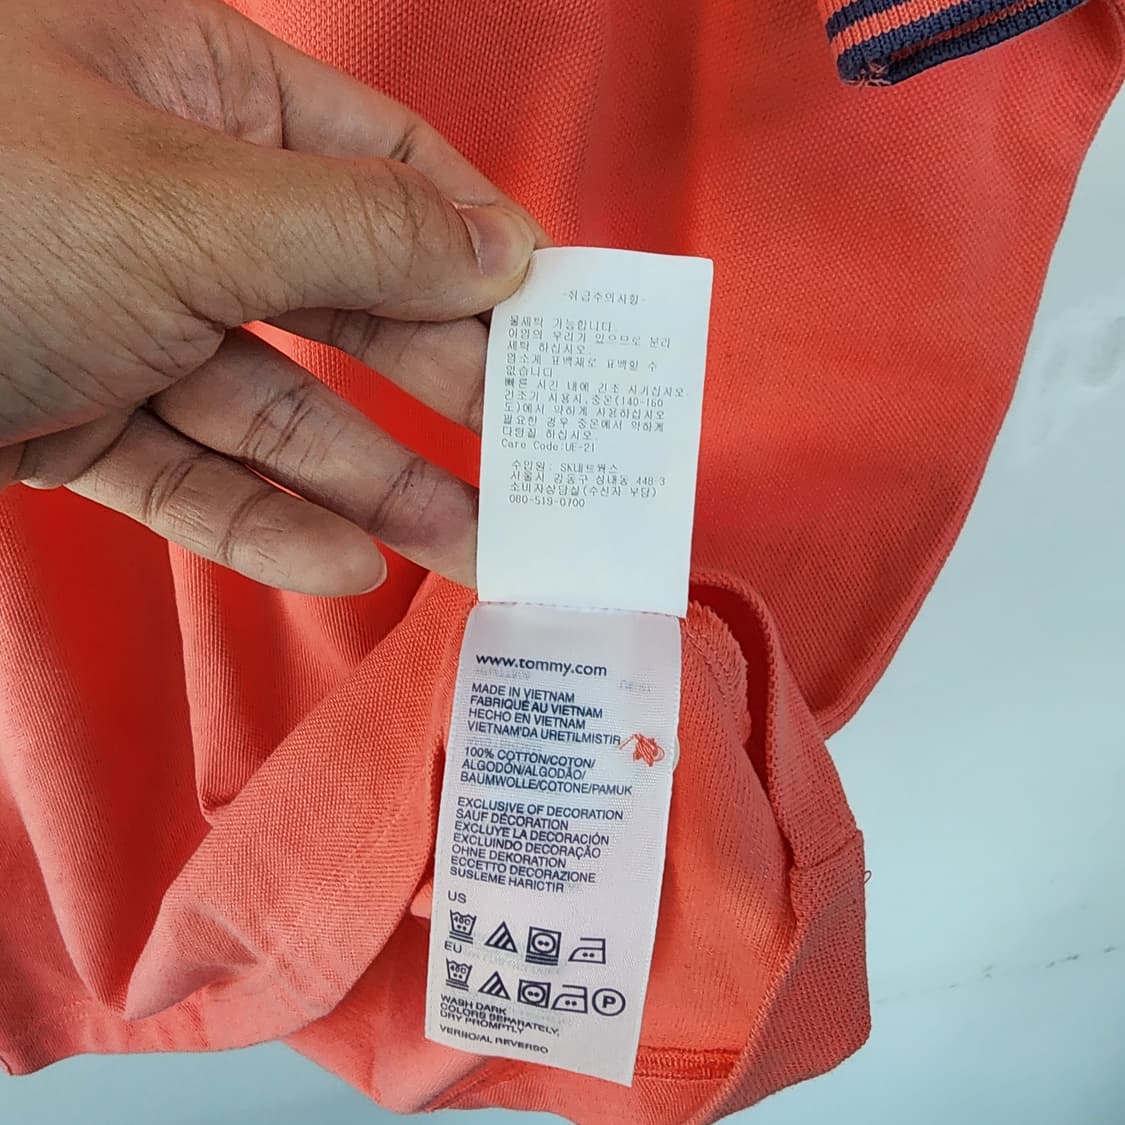 -취급주의사항-
물세탁 가능합니다.
이염의 우려가 있으므로 분리
세탁 하십시오.
염소계 표백제로 표백할 수
없습니다.
빠른 시간 내에 건조 시키십시오.
건조기 사용시,중온(140-160
도)에서 약하게 사용하십시오
필요한 경우 중온에서 약하게
다림질 하십시오.
Care Code:UE-21
수입원: SK네트웍스
서울시 강동구 성내동 448-3
소비자상담실(수신자 부담)
080-519-0700
www.tommy.com
MADE IN VIETNAM
FABRIQUÉ AU VIETNAM
HECHO EN VIETNAM
VIETNAM'DA URETILMISTIR
100% COTTON/COTON/
ALGODÓN/ALGODÃO/
BAUMWOLLE/COTONE/PAMUK
EXCLUSIVE OF DECORATION
SAUF DÉCORATION
EXCLUYE LA DECORACIÓN
EXCLUINDO DECORAÇÃO
OHNE DEKORATION
ECCETTO DECORAZIONE
SUSLEME HARICTIR
US
40C
EU
40C P
WASH DARK
COLORS SEPARATELY,
DRY PROMPTLY
VERSO/AL REVERSO